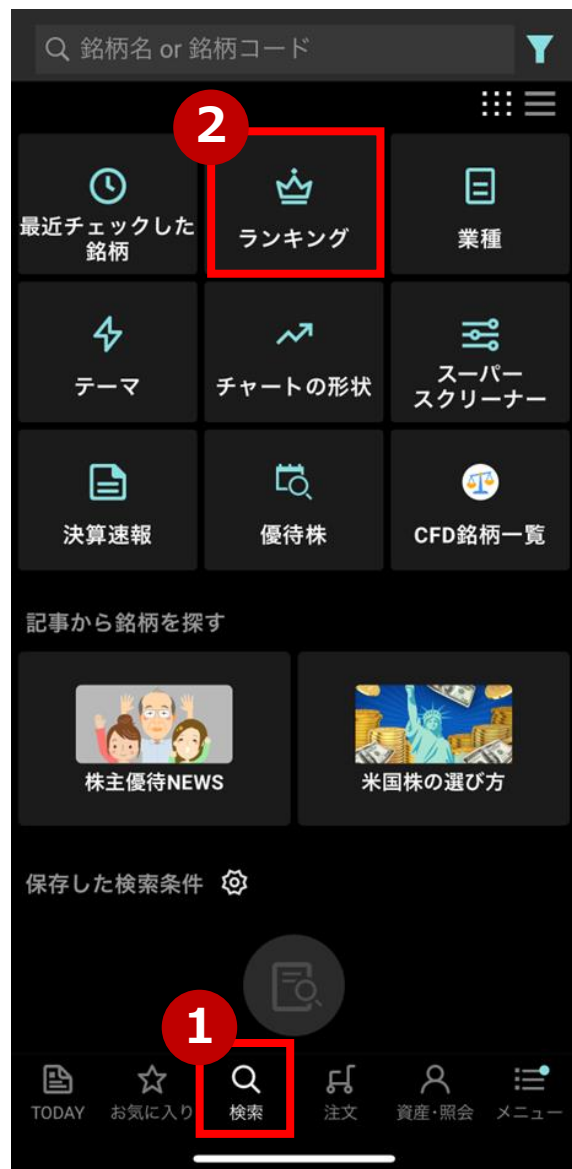 銘柄名 or 銘柄コード
2
最近チェックした
銘柄
ランキング
業種
テーマ
チャートの形状
スーパー
スクリーナー
決算速報
優待株
CFD銘柄一覧
記事から銘柄を探す
株主優待NEWS
米国株の選び方
保存した検索条件
1
TODAY
お気に入り
検索
注文
資産・照会
メニュー